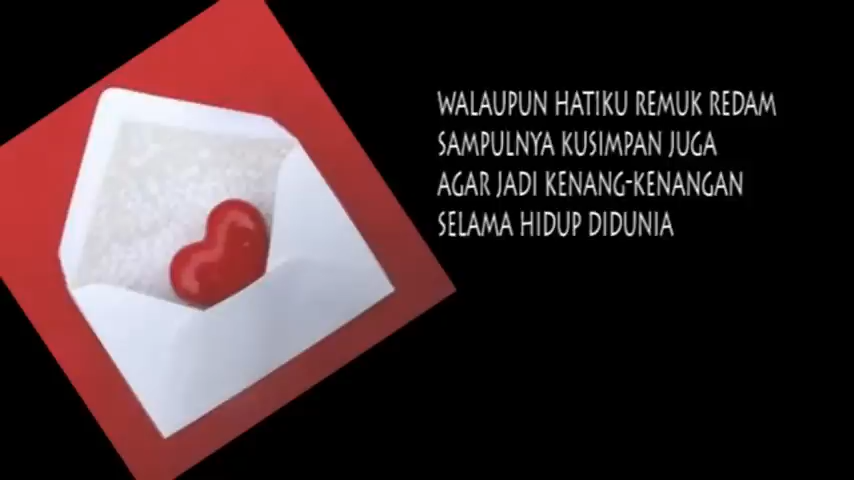 WALAUPUN HATIKU REMUK REDAM
SAMPULNYA KUSIMPAN JUGA
AGAR JADI KENANG-KENANGAN
SELAMA HIDUP DIDUNIA